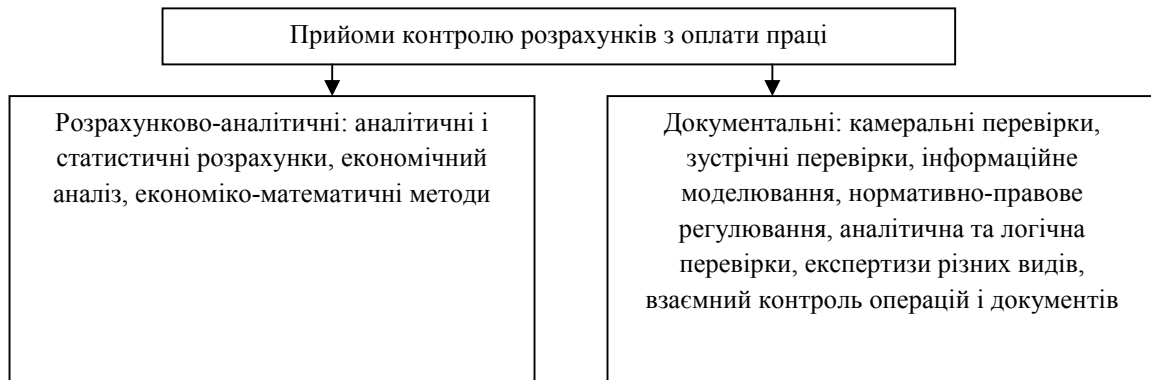 Прийоми контролю розрахунків з оплати праці
Розрахунково-аналітичні: аналітичні і
статистичні розрахунки, економічний
аналіз, економіко-математичні методи
Документальні: камеральні перевірки,
зустрічні перевірки, інформаційне
моделювання, нормативно-правове
регулювання, аналітична та логічна
перевірки, експертизи різних видів,
взаємний контроль операцій і документів